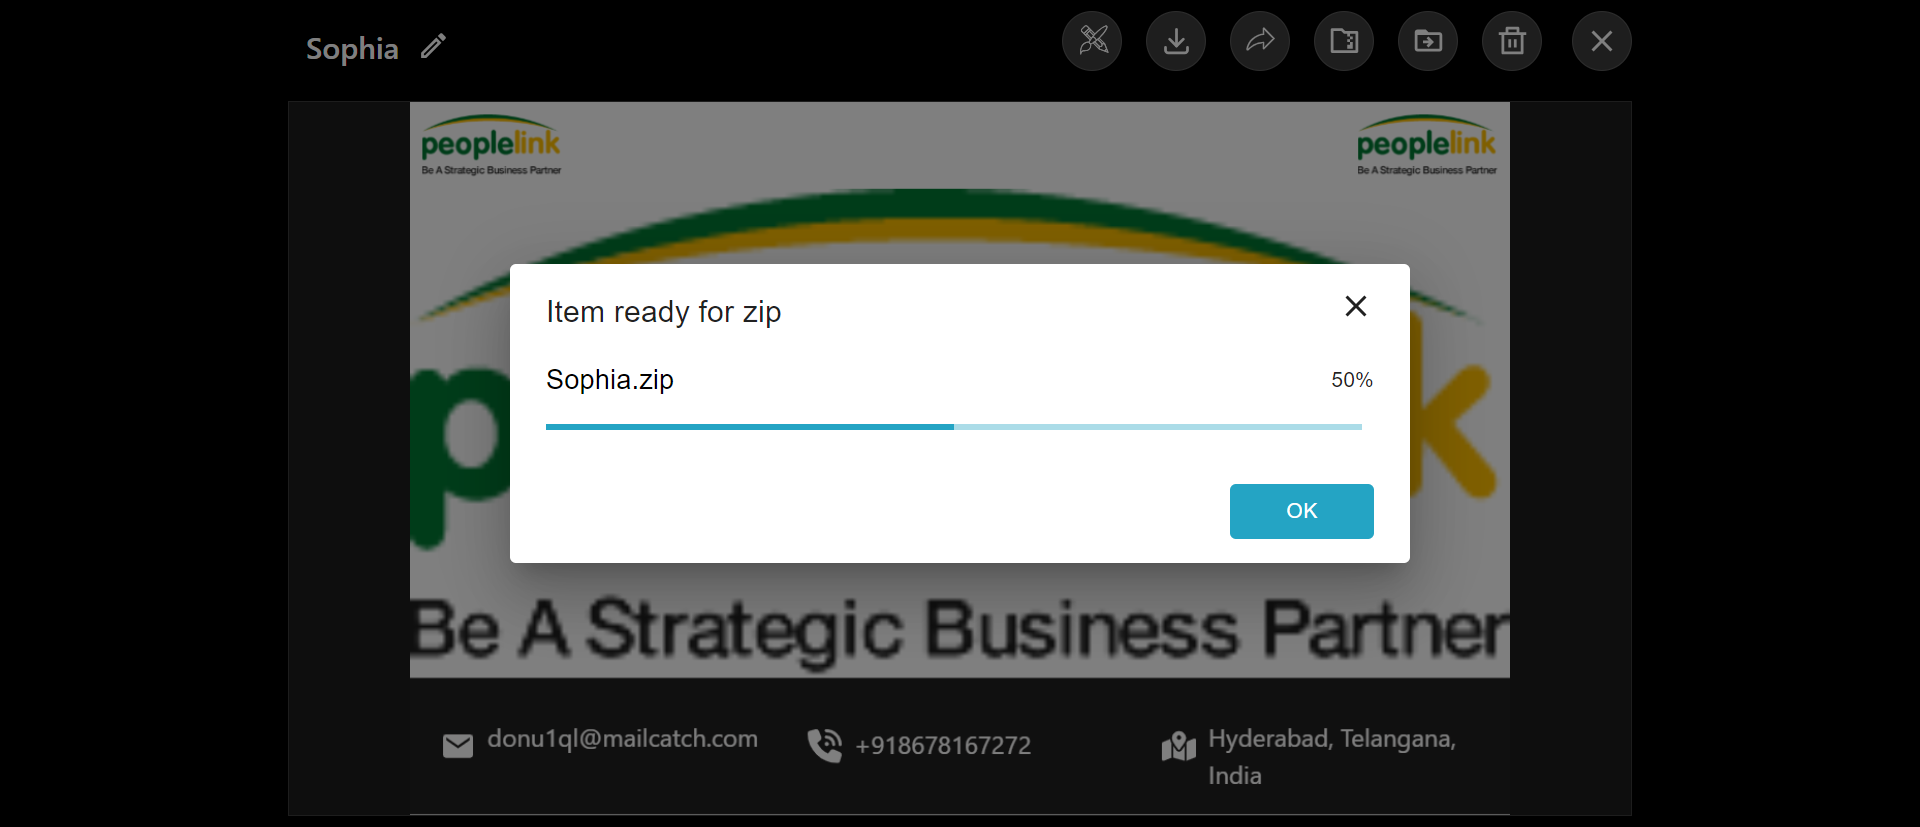 Sophia
peoplelink
Be A Strategic Business Partner
peoplelink
Be A Strategic Business Partner
Item ready for zip
Sophia.zip
50%
p
k
OK
Be A Strategic Business Partner
donu1ql@mailcatch.com
+918678167272
Hyderabad, Telangana,
India